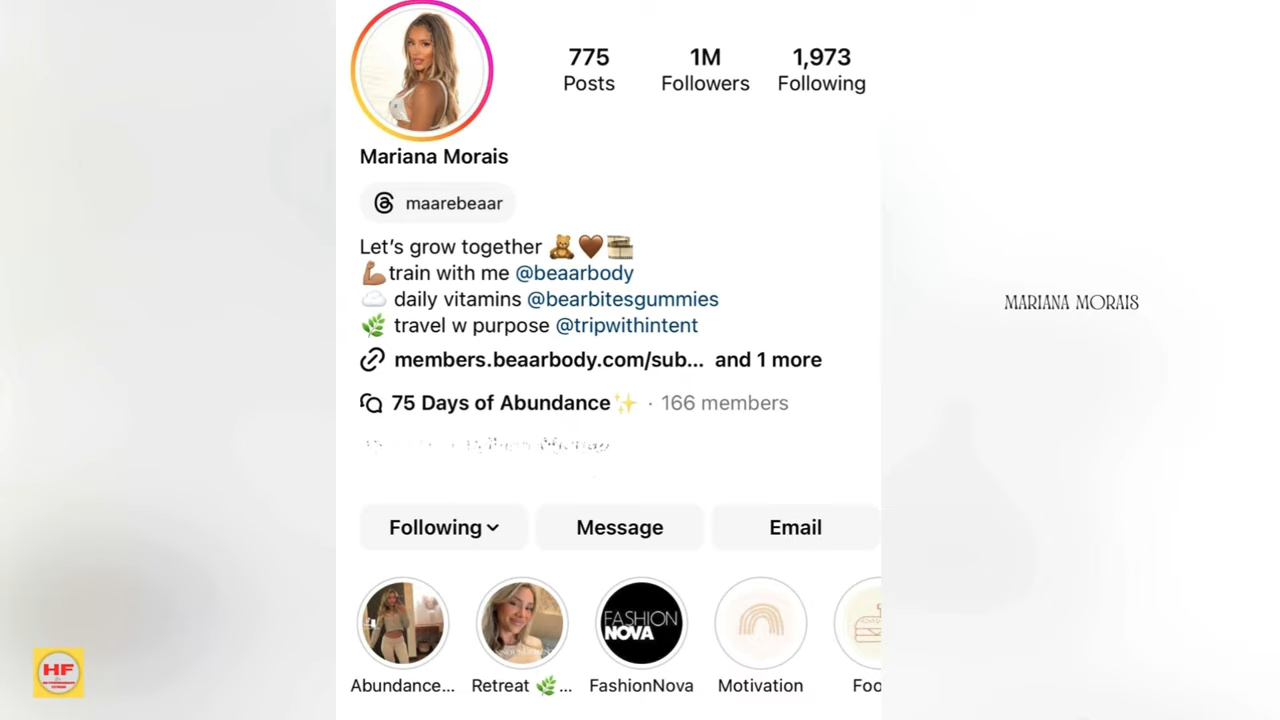 775 1M 1,973
Posts Followers Following
Mariana Morais
maarebeaar
Let's grow together
train with me @beaarbody
daily vitamins @bearbitesgummies
travel w purpose @tripwithintent
members.beaarbody.com/sub... and 1 more
75 Days of Abundance · 166 members
Following Message Email
FASHION
NOVA
Abundance... Retreat ... FashionNova Motivation Foo
MARIANA MORAIS
HF